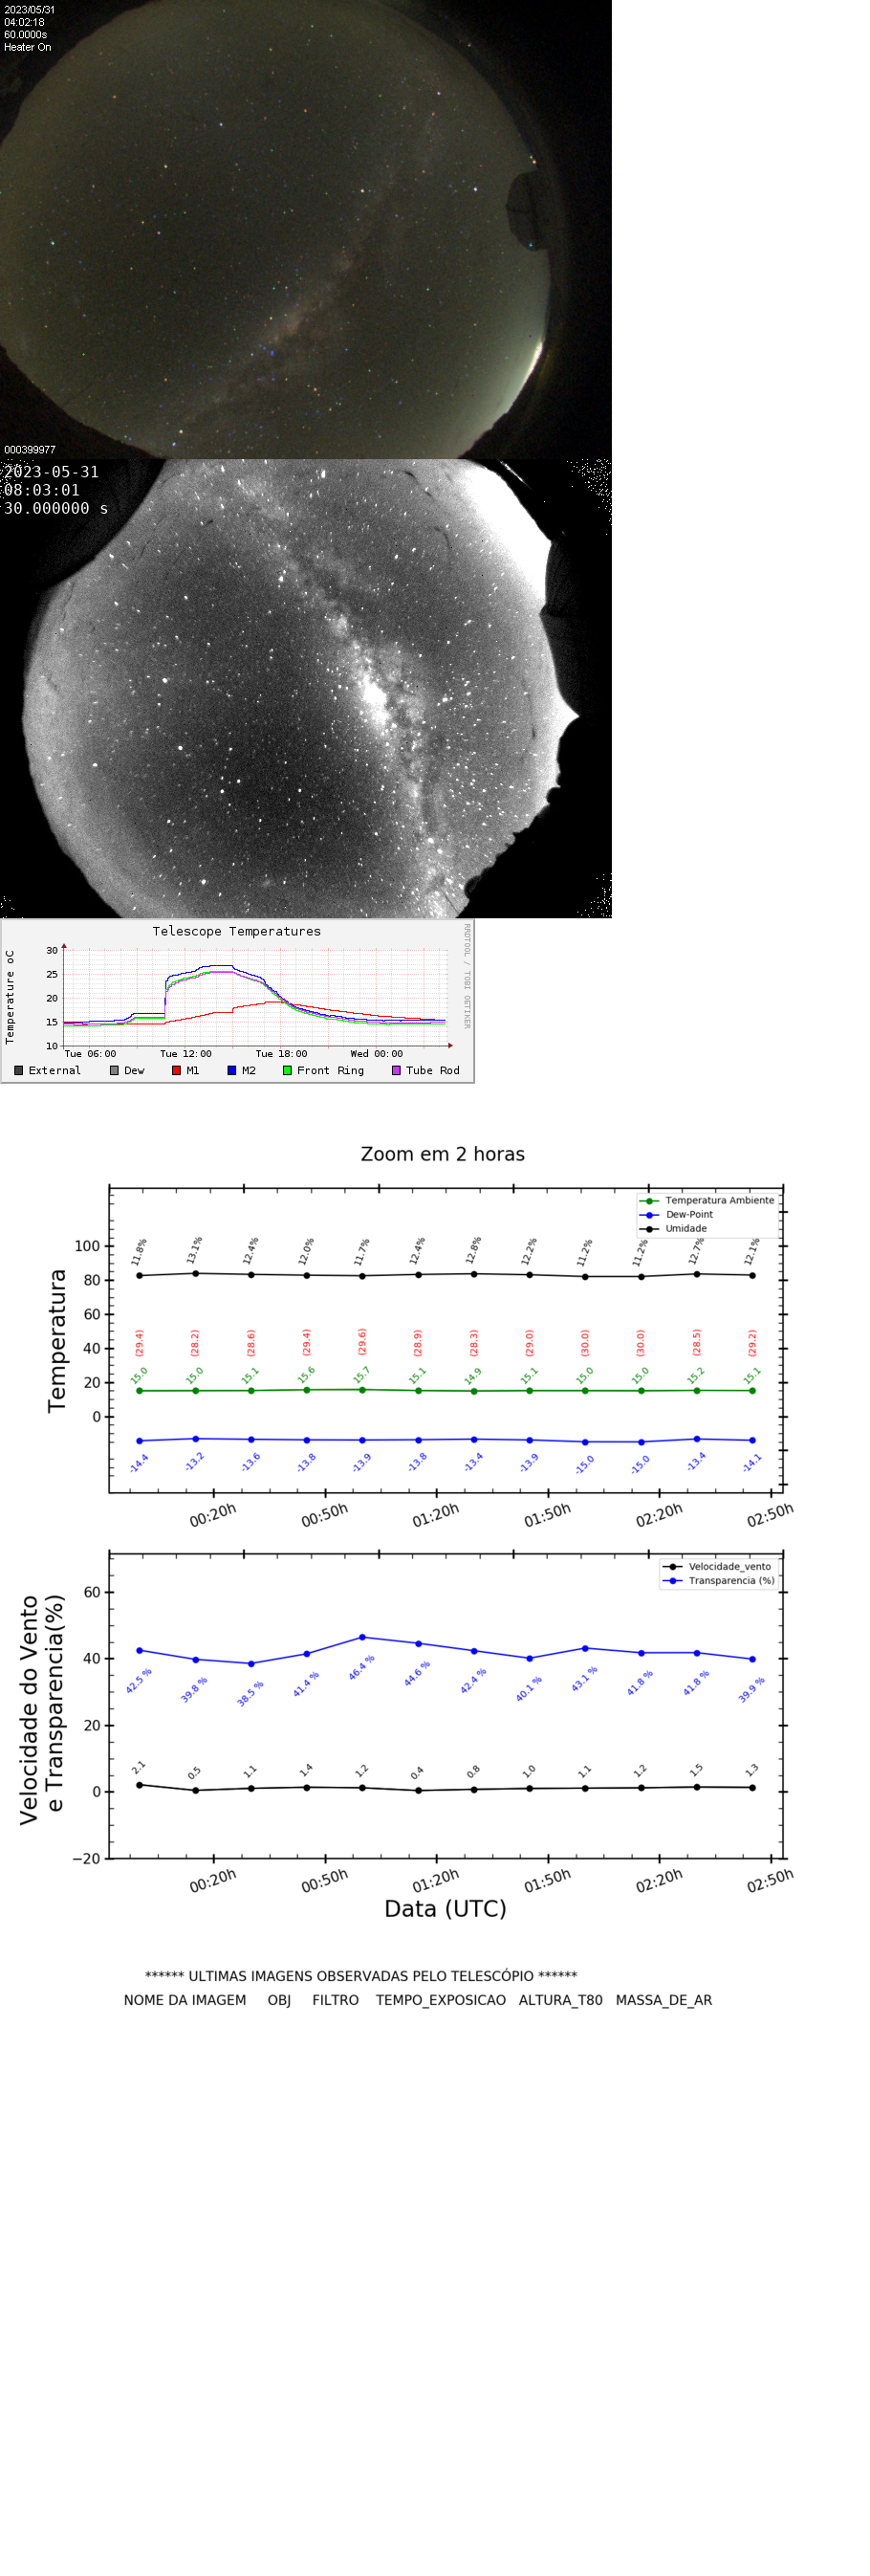 2023/05/31
04:02:18
60.0000s
Heater On
000399977
2023-05-31
08:03:01
30.000000 s
Telescope Temperatures
RRDTOOL / TOBI OETIKER
Temperature oC
30
25
20
15
10
Tue 06:00 Tue 12:00 Tue 18:00 Wed 00:00
External Dew M1 M2 Front Ring Tube Rod
Zoom em 2 horas
Temperatura Ambiente
Dew-Point
Umidade
Temperatura
100
80
60
40
20
0
11.8% 13.1% 12.4% 12.0% 11.7% 12.4% 12.8% 12.2% 11.2% 11.2% 12.7% 12.1%
(29.4) (28.2) (28.6) (29.4) (29.6) (28.9) (28.3) (29.0) (30.0) (30.0) (28.5) (29.2)
15.0 15.0 15.1 15.6 15.7 15.1 14.9 15.1 15.0 15.0 15.2 15.1
-14.4 -13.2 -13.6 -13.8 -13.9 -13.8 -13.4 -13.9 -15.0 -15.0 -13.4 -14.1
00:20h 00:50h 01:20h 01:50h 02:20h 02:50h
Velocidade_vento
Transparencia (%)
Velocidade do Vento
e Transparencia(%)
60
40
20
0
−20
42.5 % 39.8 % 38.5 % 41.4 % 46.4 % 44.6 % 42.4 % 40.1 % 43.1 % 41.8 % 41.8 % 39.9 %
2.1 0.5 1.1 1.4 1.2 0.4 0.8 1.0 1.1 1.2 1.5 1.3
00:20h 00:50h 01:20h 01:50h 02:20h 02:50h
Data (UTC)
****** ULTIMAS IMAGENS OBSERVADAS PELO TELESCÓPIO ******
NOME DA IMAGEM OBJ FILTRO TEMPO_EXPOSICAO ALTURA_T80 MASSA_DE_AR